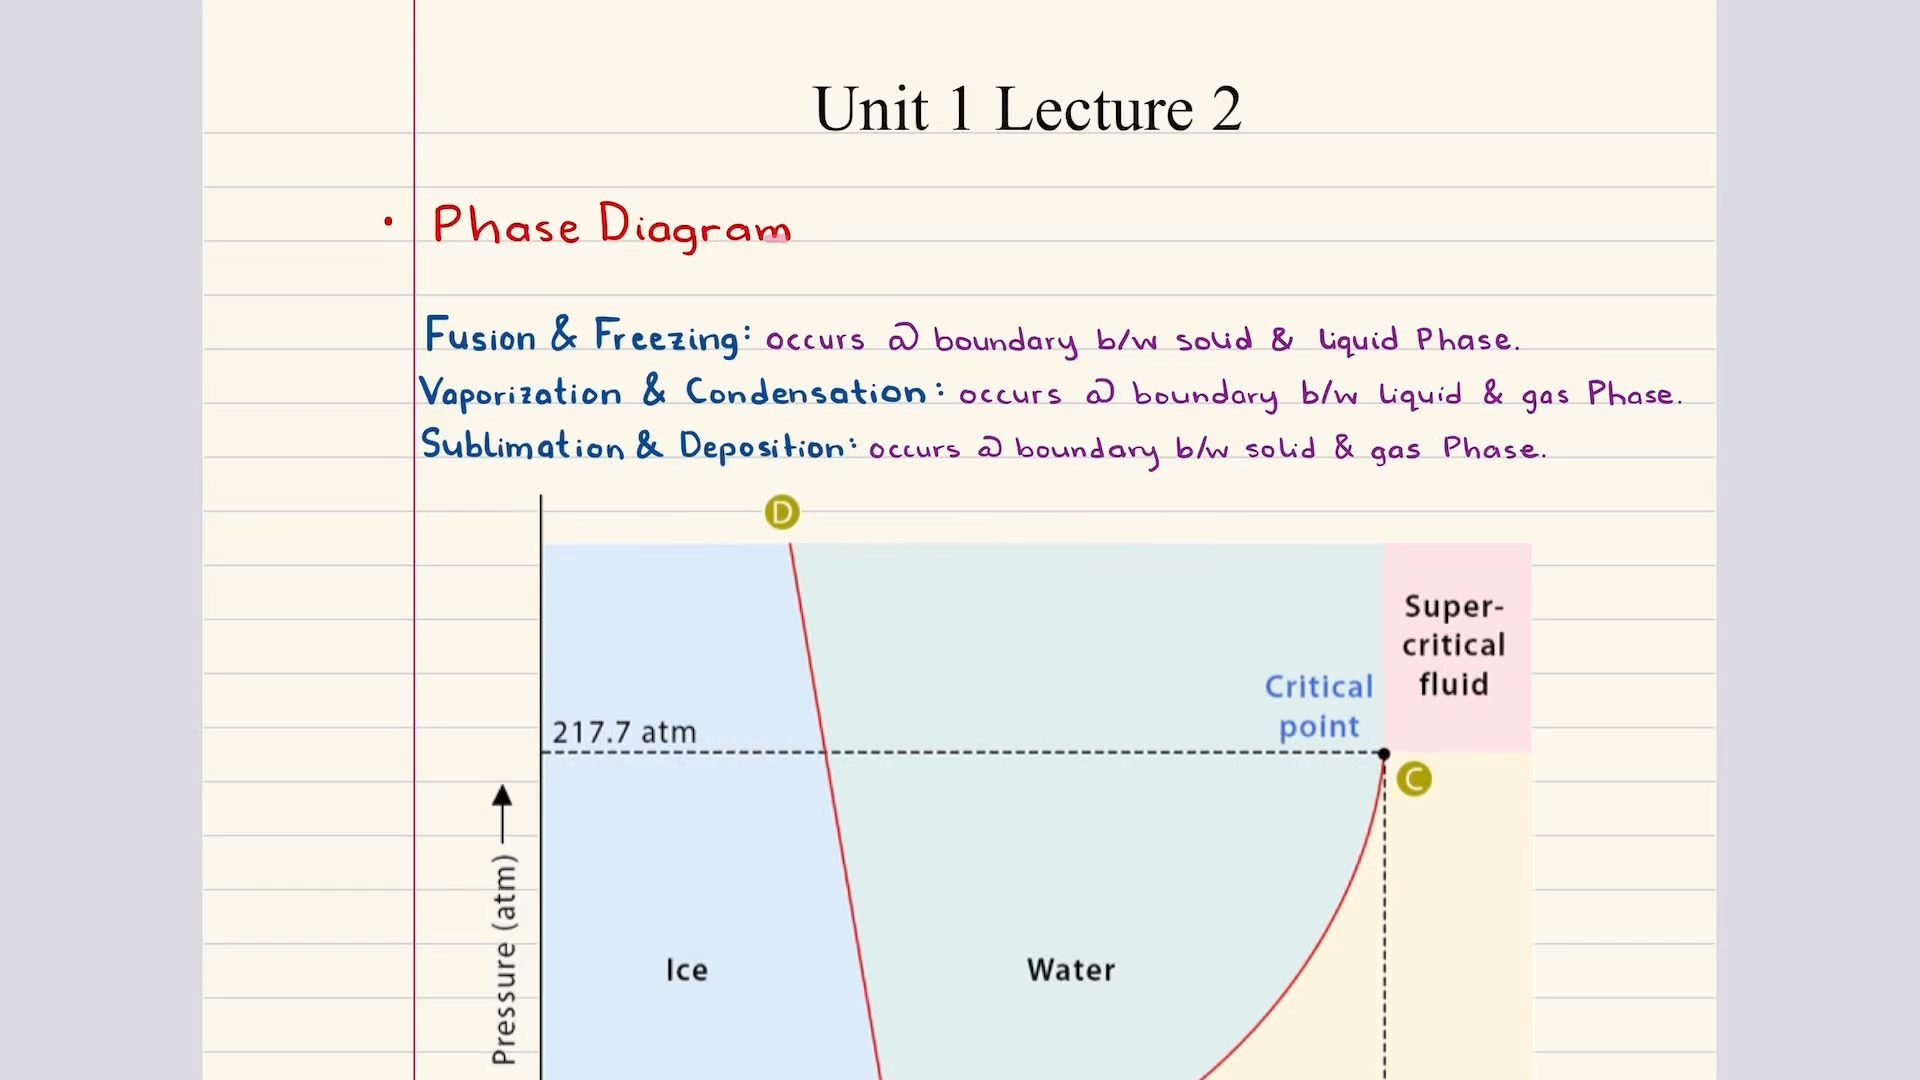 Unit 1 Lecture 2
• Phase Diagram
Fusion & Freezing: occurs @ boundary b/w solid & liquid Phase.
Vaporization & Condensation: occurs @ boundary b/w liquid & gas Phase.
Sublimation & Deposition: occurs @ boundary b/w solid & gas Phase.
D
Super-
critical
fluid
Critical
point
217.7 atm
C
Pressure (atm)
Ice
Water